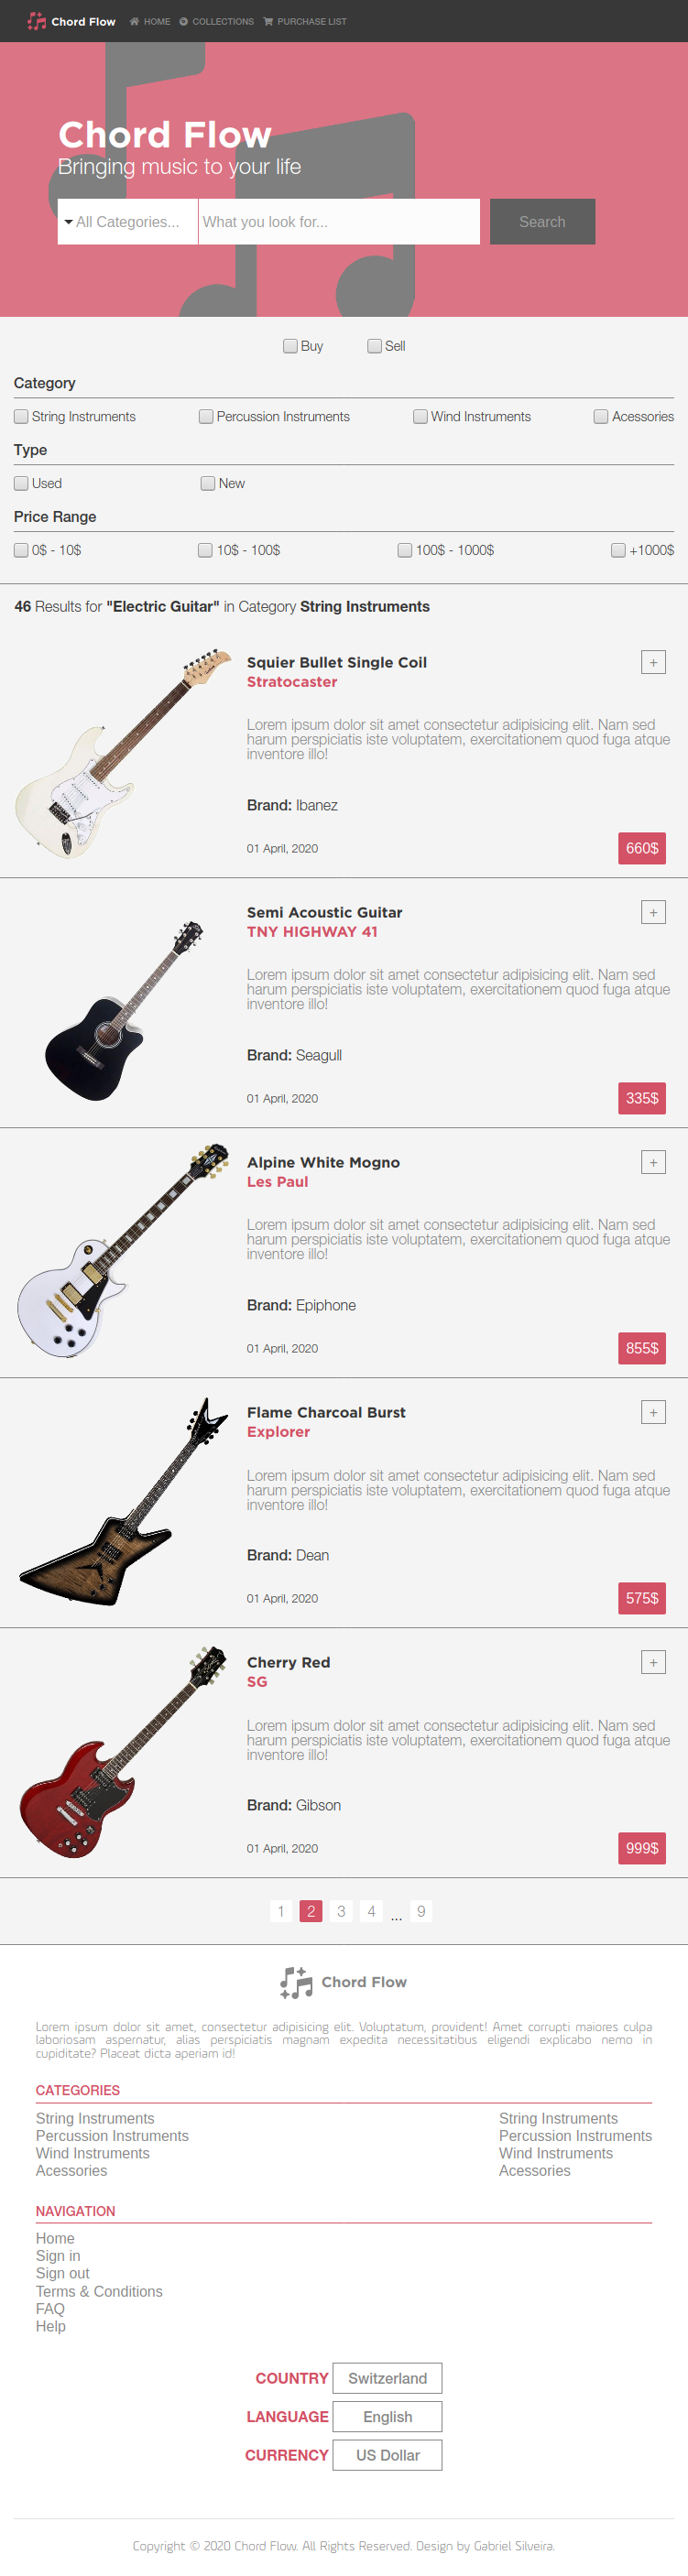 Chord Flow HOME COLLECTIONS PURCHASE LIST
Chord Flow
Bringing music to your life
All Categories... What you look for... Search
Buy Sell
Category
String Instruments Percussion Instruments Wind Instruments Acessories
Type
Used New
Price Range
0$ - 10$ 10$ - 100$ 100$ - 1000$ +1000$
46 Results for "Electric Guitar" in Category String Instruments
Squier Bullet Single Coil +
Stratocaster
Lorem ipsum dolor sit amet consectetur adipisicing elit. Nam sed
harum perspiciatis iste voluptatem, exercitationem quod fuga atque
inventore illo!
Brand: Ibanez
01 April, 2020 660$
Semi Acoustic Guitar +
TNY HIGHWAY 41
Lorem ipsum dolor sit amet consectetur adipisicing elit. Nam sed
harum perspiciatis iste voluptatem, exercitationem quod fuga atque
inventore illo!
Brand: Seagull
01 April, 2020 335$
Alpine White Mogno +
Les Paul
Lorem ipsum dolor sit amet consectetur adipisicing elit. Nam sed
harum perspiciatis iste voluptatem, exercitationem quod fuga atque
inventore illo!
Brand: Epiphone
01 April, 2020 855$
Flame Charcoal Burst +
Explorer
Lorem ipsum dolor sit amet consectetur adipisicing elit. Nam sed
harum perspiciatis iste voluptatem, exercitationem quod fuga atque
inventore illo!
Brand: Dean
01 April, 2020 575$
Cherry Red +
SG
Lorem ipsum dolor sit amet consectetur adipisicing elit. Nam sed
harum perspiciatis iste voluptatem, exercitationem quod fuga atque
inventore illo!
Brand: Gibson
01 April, 2020 999$
1 2 3 4 ... 9
Chord Flow
Lorem ipsum dolor sit amet, consectetur adipisicing elit. Voluptatum, provident! Amet corrupti maiores culpa
laboriosam aspernatur, alias perspiciatis magnam expedita necessitatibus eligendi explicabo nemo in
cupiditate? Placeat dicta aperiam id!
CATEGORIES
String Instruments String Instruments
Percussion Instruments Percussion Instruments
Wind Instruments Wind Instruments
Acessories Acessories
NAVIGATION
Home
Sign in
Sign out
Terms & Conditions
FAQ
Help
COUNTRY Switzerland
LANGUAGE English
CURRENCY US Dollar
Copyright © 2020 Chord Flow. All Rights Reserved. Design by Gabriel Silveira.